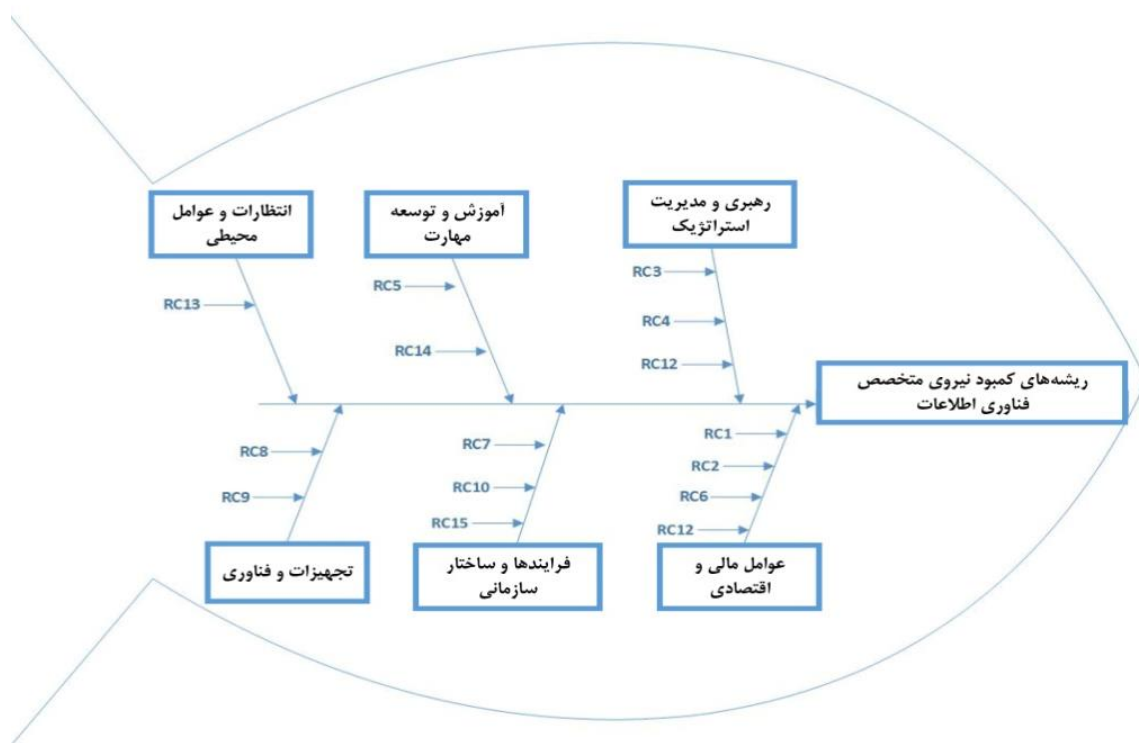 رهبری و مدیریت
استراتژیک
RC3
RC4
RC12
آموزش و توسعه
مهارت
RC5
RC14
انتظارات و عوامل
محیطی
RC13
ریشه‌های کمبود نیروی متخصص
فناوری اطلاعات
RC1
RC2
RC6
RC12
عوامل مالی و
اقتصادی
RC7
RC10
RC15
فرایندها و ساختار
سازمانی
RC8
RC9
تجهیزات و فناوری